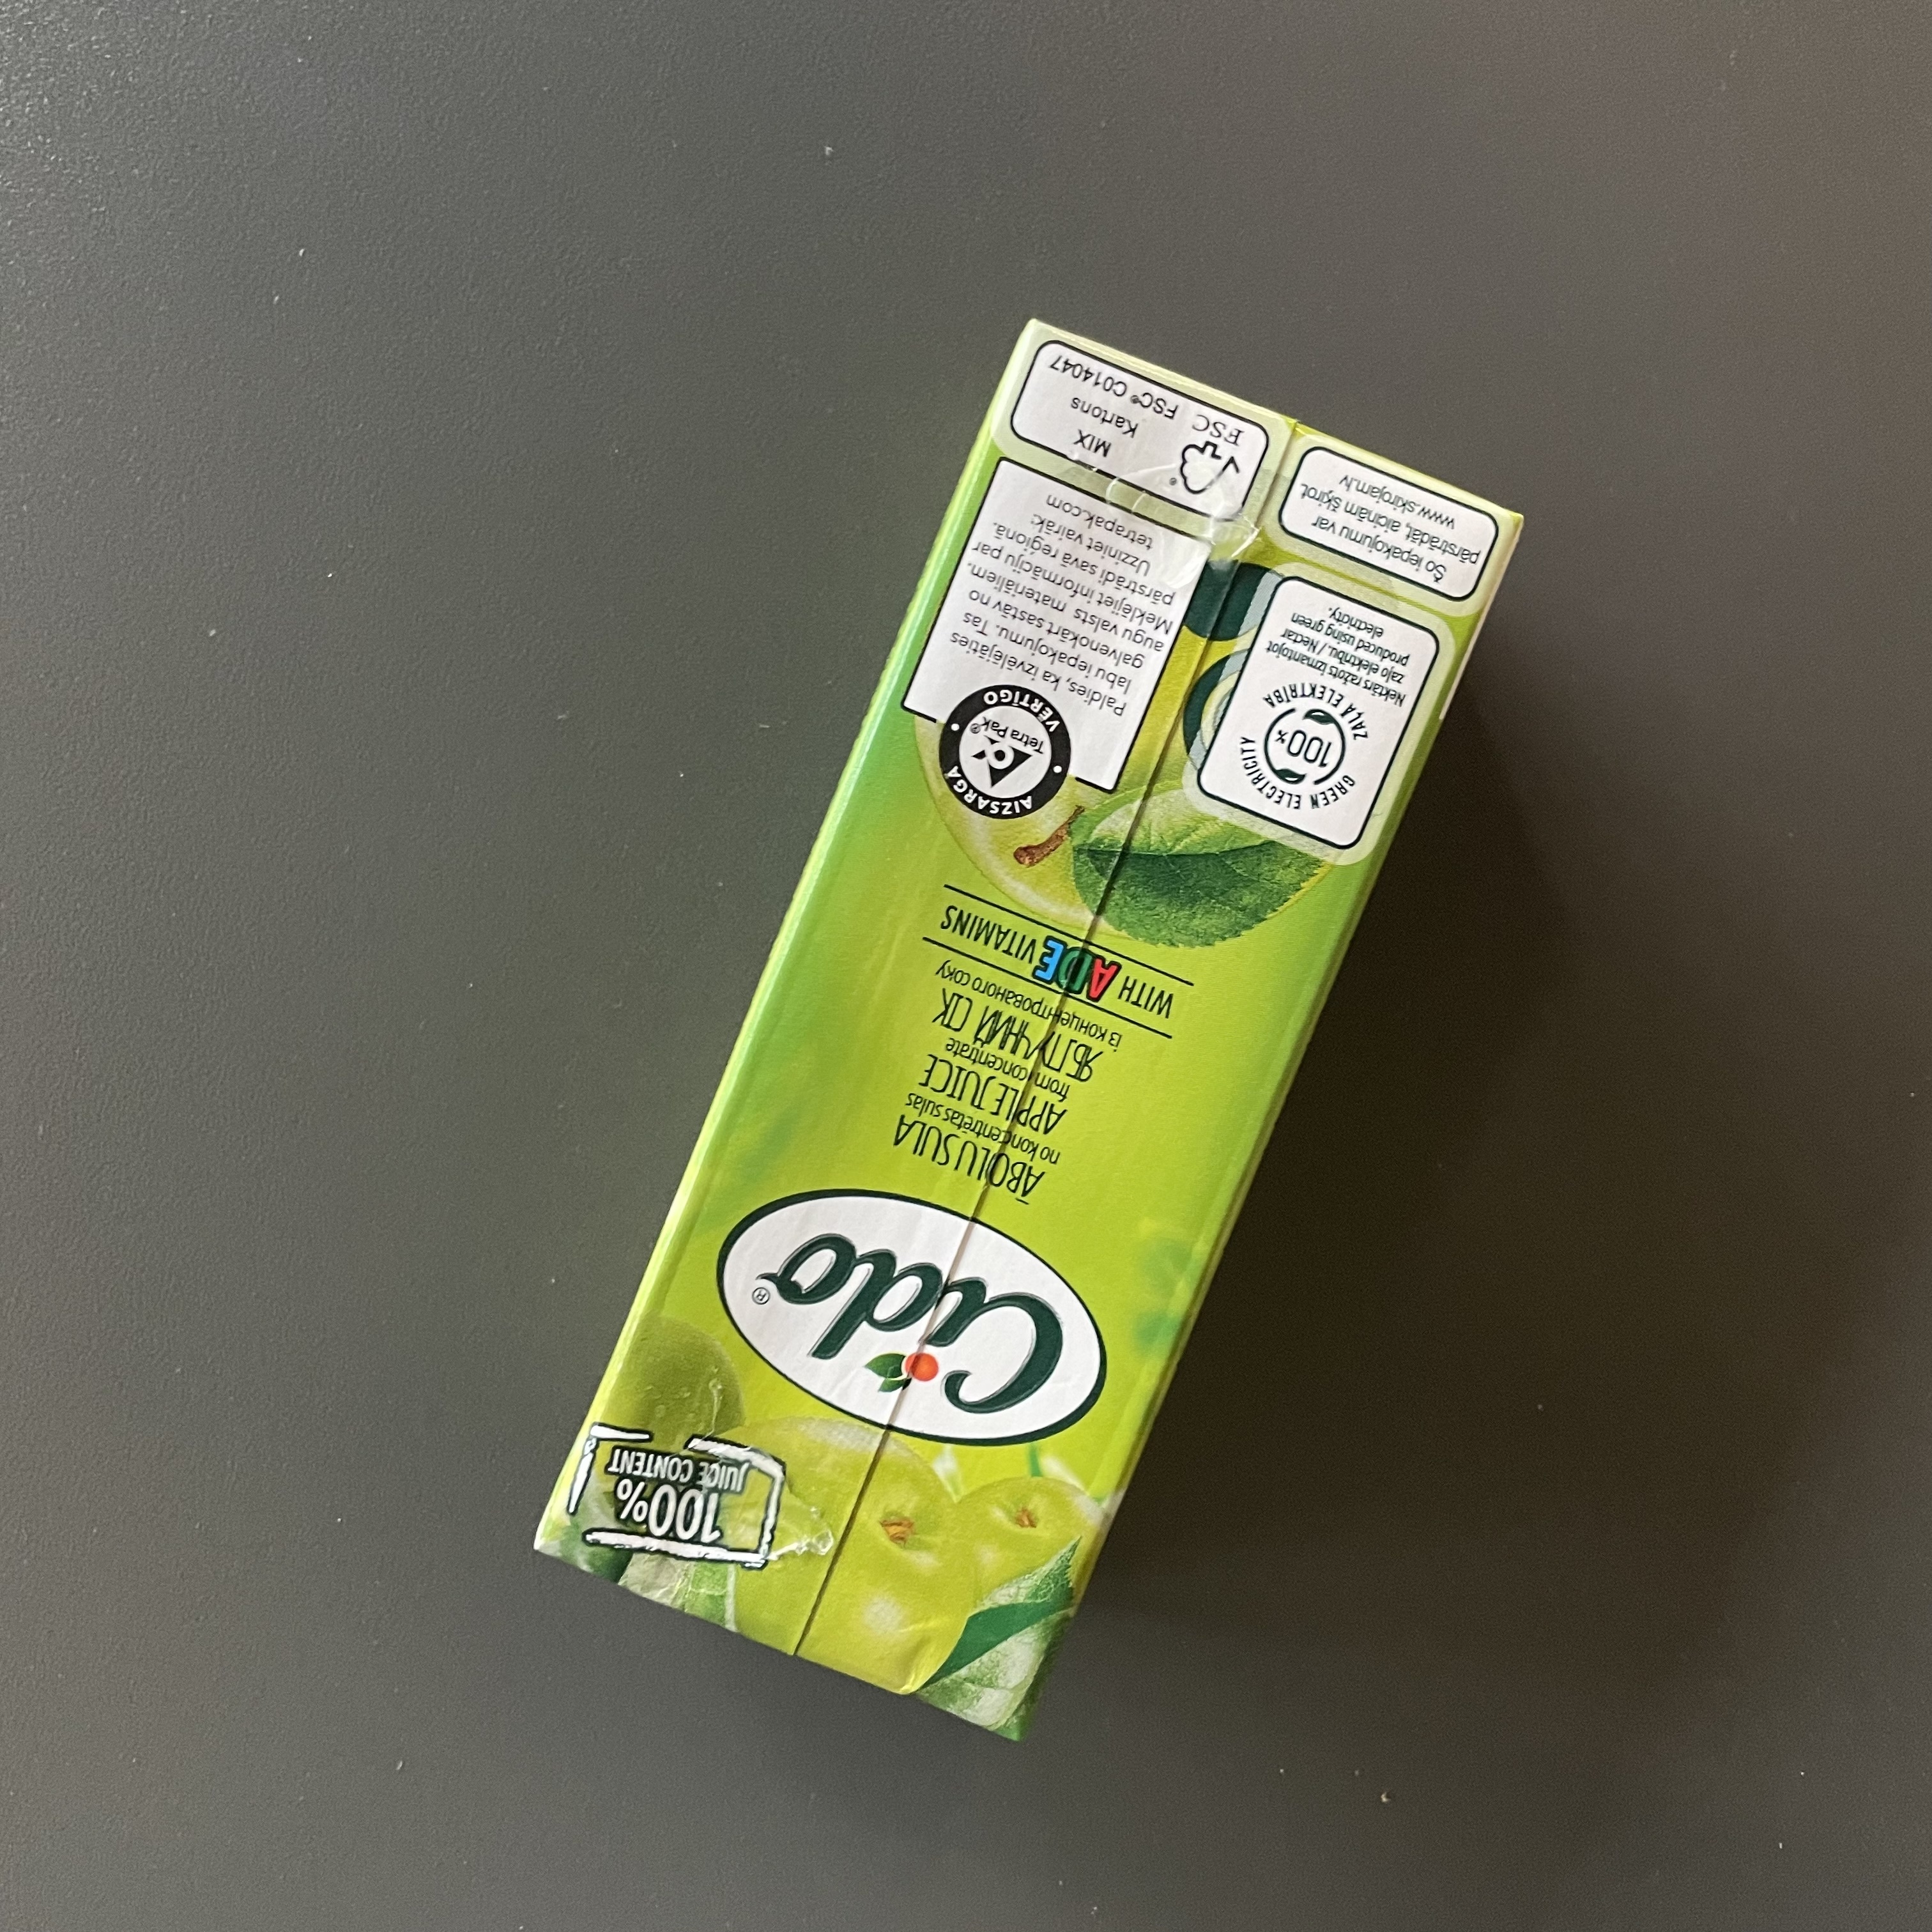 100%
JUICE CONTENT
Cido®
ĀBOLU SULA
no koncentrētas sulas
APPLE JUICE
from concentrate
ЯБЛУЧНИЙ СІК
із концентрованого соку
WITH ADE VITAMINS
GREEN ELECTRICITY
100%
ZAĻĀ ELEKTRĪBA
Nektārs ražots izmantojot
zaļo elektrību. / Nectar
produced using green
electricity.
AIZSARGĀ
Tetra Pak®
VĒRTĪGO
Paldies, ka izvēlējāties
labu iepakojumu. Tas
galvenokārt sastāv no
augu valsts materiāliem.
Meklējiet informāciju par
pārstrādi savā reģionā.
Uzziniet vairāk:
tetrapak.com
Šo iepakojumu var
pārstrādāt, aicinām šķirot.
www.skirojam.lv
®
FSC
MIX
Kartons
FSC® C014047